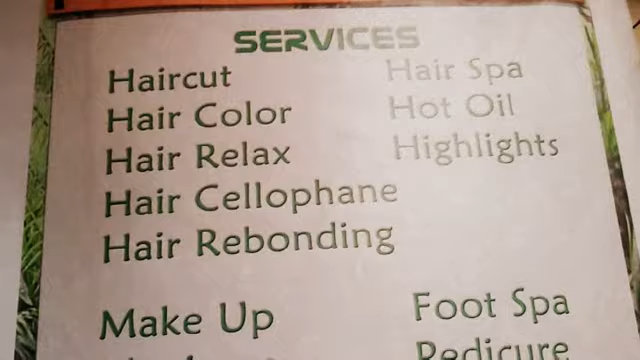 SERVICES
Haircut
Hair Color
Hair Relax
Hair Cellophane
Hair Rebonding
Hair Spa
Hot Oil
Highlights
Make Up
Foot Spa
Pedicure